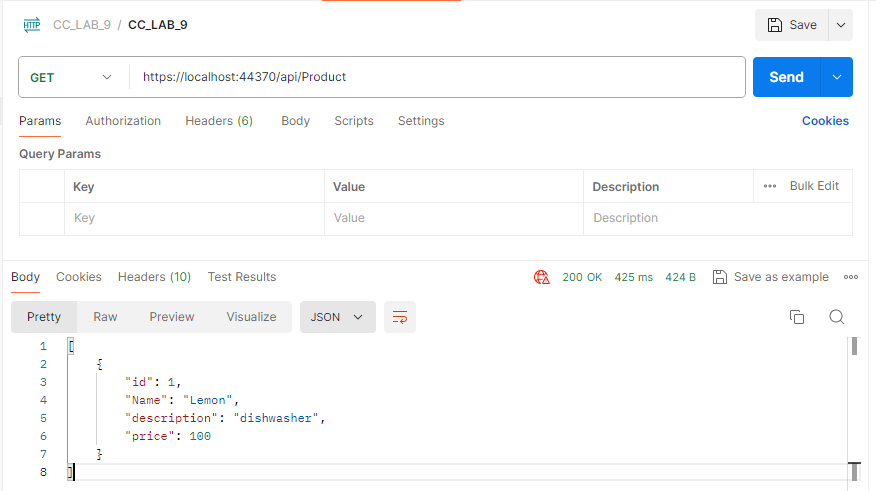 HTTP CC_LAB_9 / CC_LAB_9 Save
GET https://localhost:44370/api/Product Send
Params Authorization Headers (6) Body Scripts Settings Cookies
Query Params
Key Value Description Bulk Edit
Key Value Description
Body Cookies Headers (10) Test Results 200 OK 425 ms 424 B Save as example
Pretty Raw Preview Visualize JSON
1 [
2 {
3 "id": 1,
4 "Name": "Lemon",
5 "description": "dishwasher",
6 "price": 100
7 }
8 ]